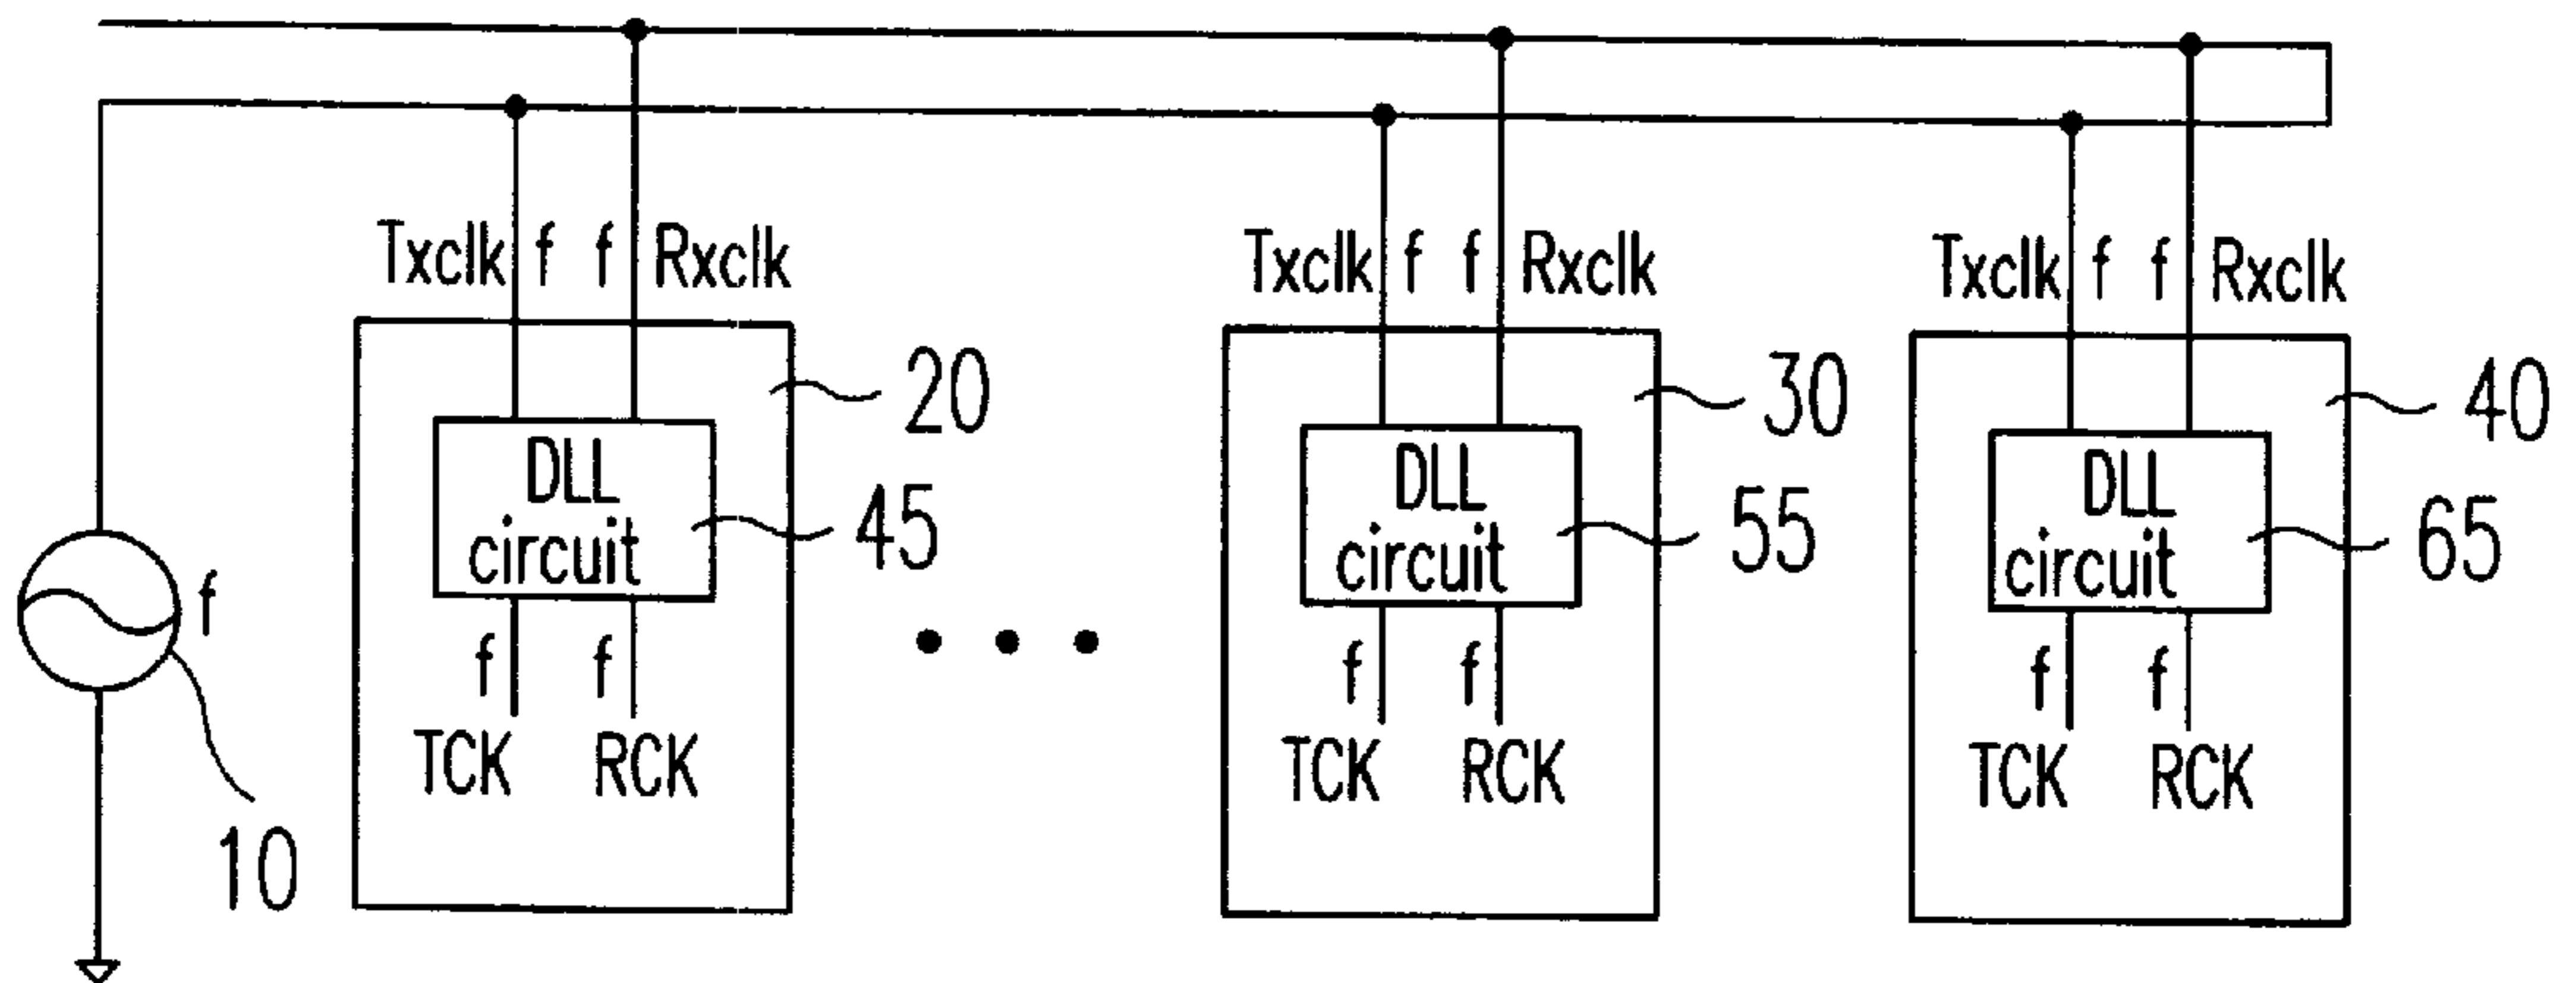 Txclk f f Rxclk
Txclk f f Rxclk
Txclk f f Rxclk
20
30
40
DLL
circuit
45
DLL
circuit
55
DLL
circuit
65
f
f f
f f
f f
TCK RCK
TCK RCK
TCK RCK
10